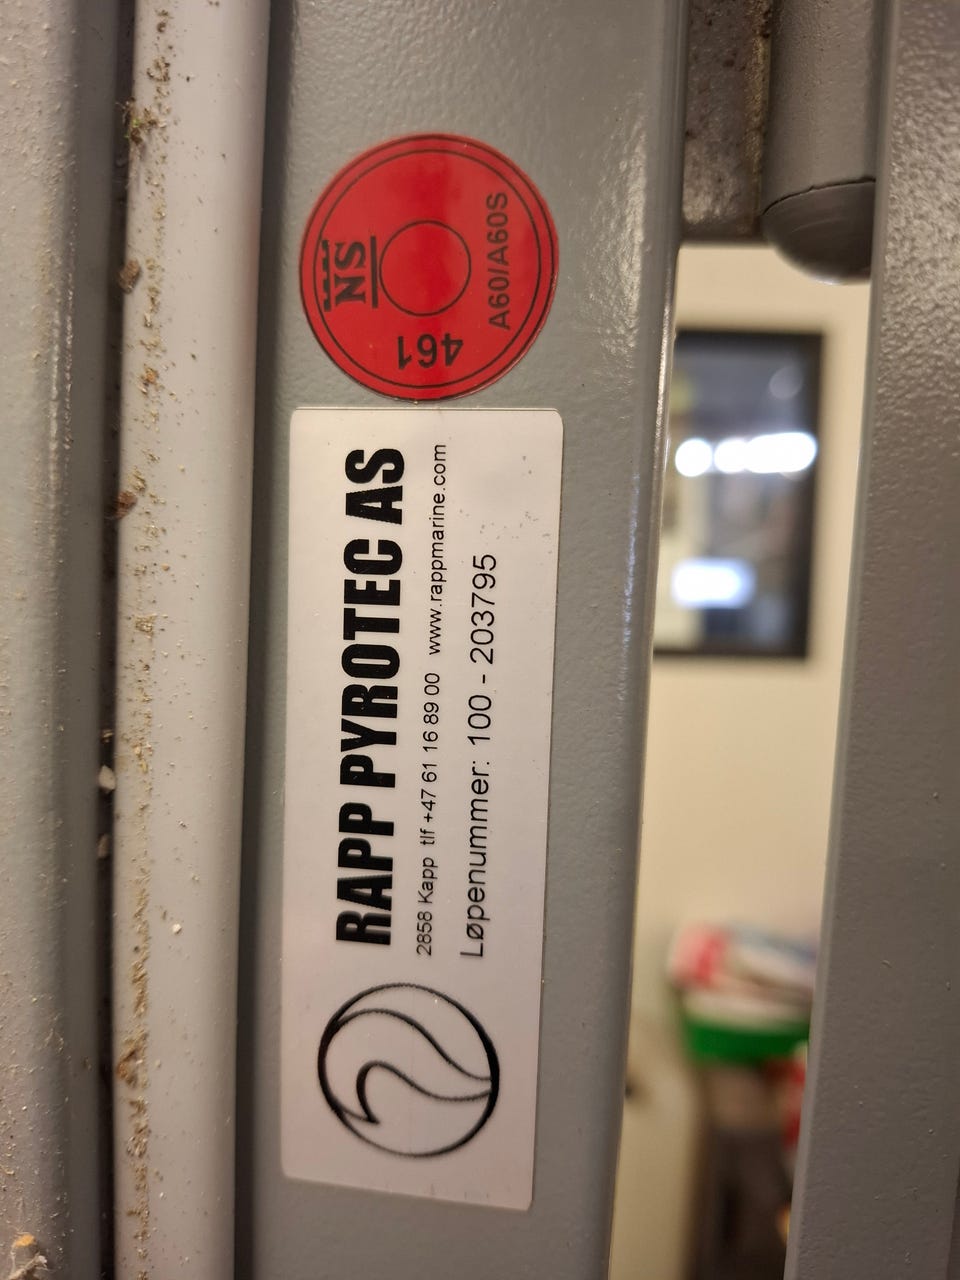 NS
461
A60/A60S
RAPP PYROTEC AS
2858 Kapp tlf +47 61 16 89 00 www.rappmarine.com
Løpenummer: 100 - 203795